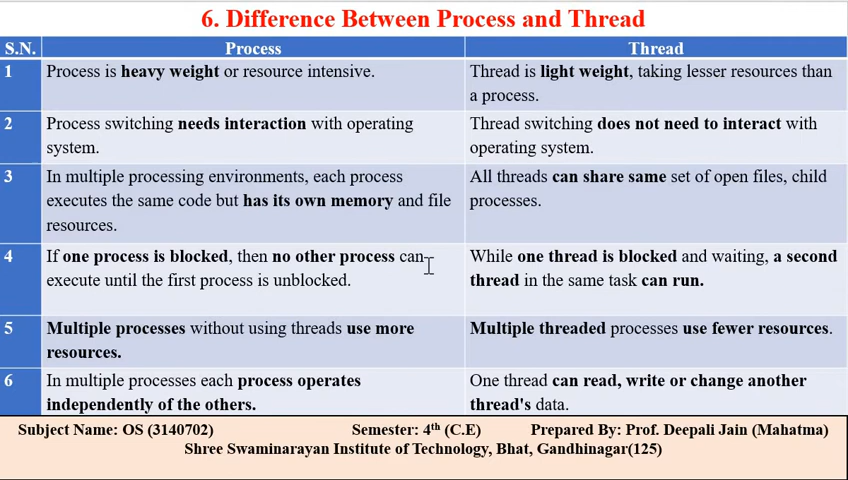 6. Difference Between Process and Thread
S.N. Process Thread
1 Process is heavy weight or resource intensive. Thread is light weight, taking lesser resources than
a process.
2 Process switching needs interaction with operating Thread switching does not need to interact with
system. operating system.
3 In multiple processing environments, each process All threads can share same set of open files, child
executes the same code but has its own memory and file processes.
resources.
4 If one process is blocked, then no other process can While one thread is blocked and waiting, a second
execute until the first process is unblocked. thread in the same task can run.
5 Multiple processes without using threads use more Multiple threaded processes use fewer resources.
resources.
6 In multiple processes each process operates One thread can read, write or change another
independently of the others. thread's data.
Subject Name: OS (3140702) Semester: 4th (C.E) Prepared By: Prof. Deepali Jain (Mahatma)
Shree Swaminarayan Institute of Technology, Bhat, Gandhinagar(125)